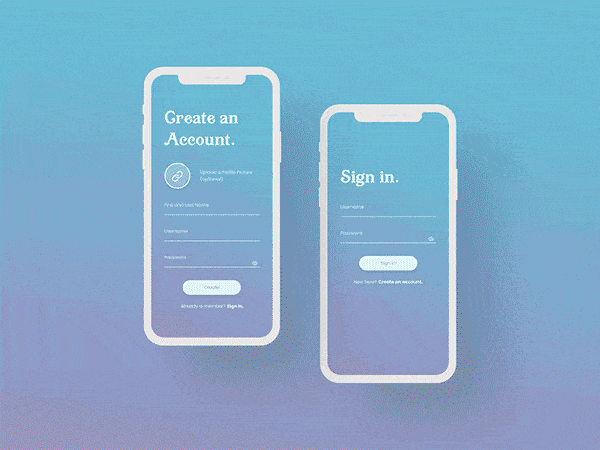 Create an
Account.
Upload a Profile Picture
(optional)
First and Last Name
Username
Password
Create
Already a member? Sign in.
Sign in.
Username
Password
Sign in
New here? Create an account.